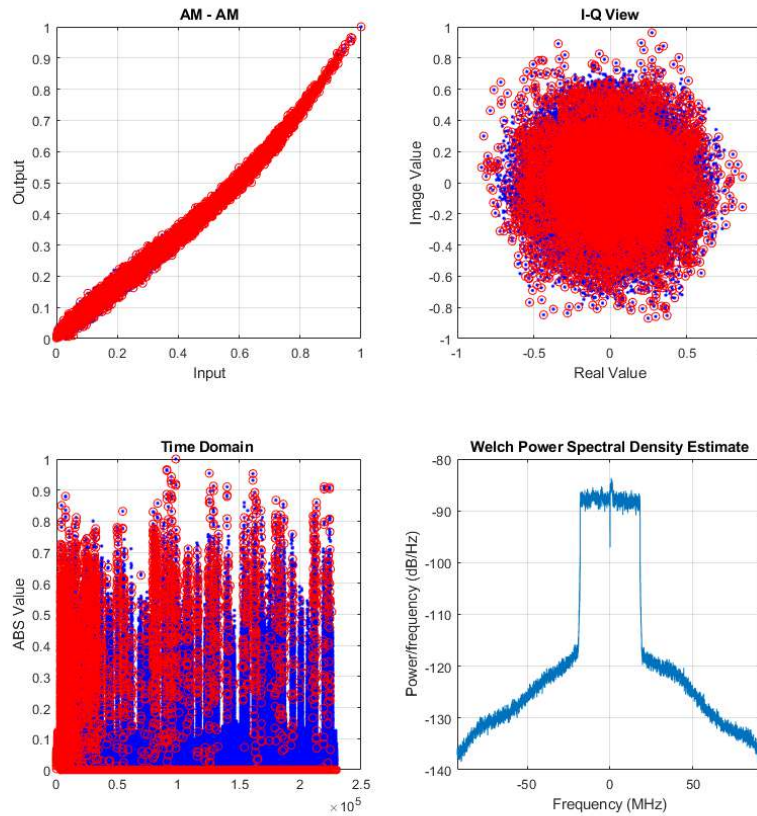 AM - AM
1
0.9
0.8
0.7
0.6
0.5
0.4
0.3
0.2
0.1
0
Output
0 0.2 0.4 0.6 0.8 1
Input
I-Q View
1
0.8
0.6
0.4
0.2
0
-0.2
-0.4
-0.6
-0.8
-1
Image Value
-1 -0.5 0 0.5
Real Value
Time Domain
1
0.9
0.8
0.7
0.6
0.5
0.4
0.3
0.2
0.1
0
ABS Value
0 0.5 1 1.5 2 2.5
× 10^5
Welch Power Spectral Density Estimate
-80
-90
-100
-110
-120
-130
-140
Power/frequency (dB/Hz)
-50 0 50
Frequency (MHz)